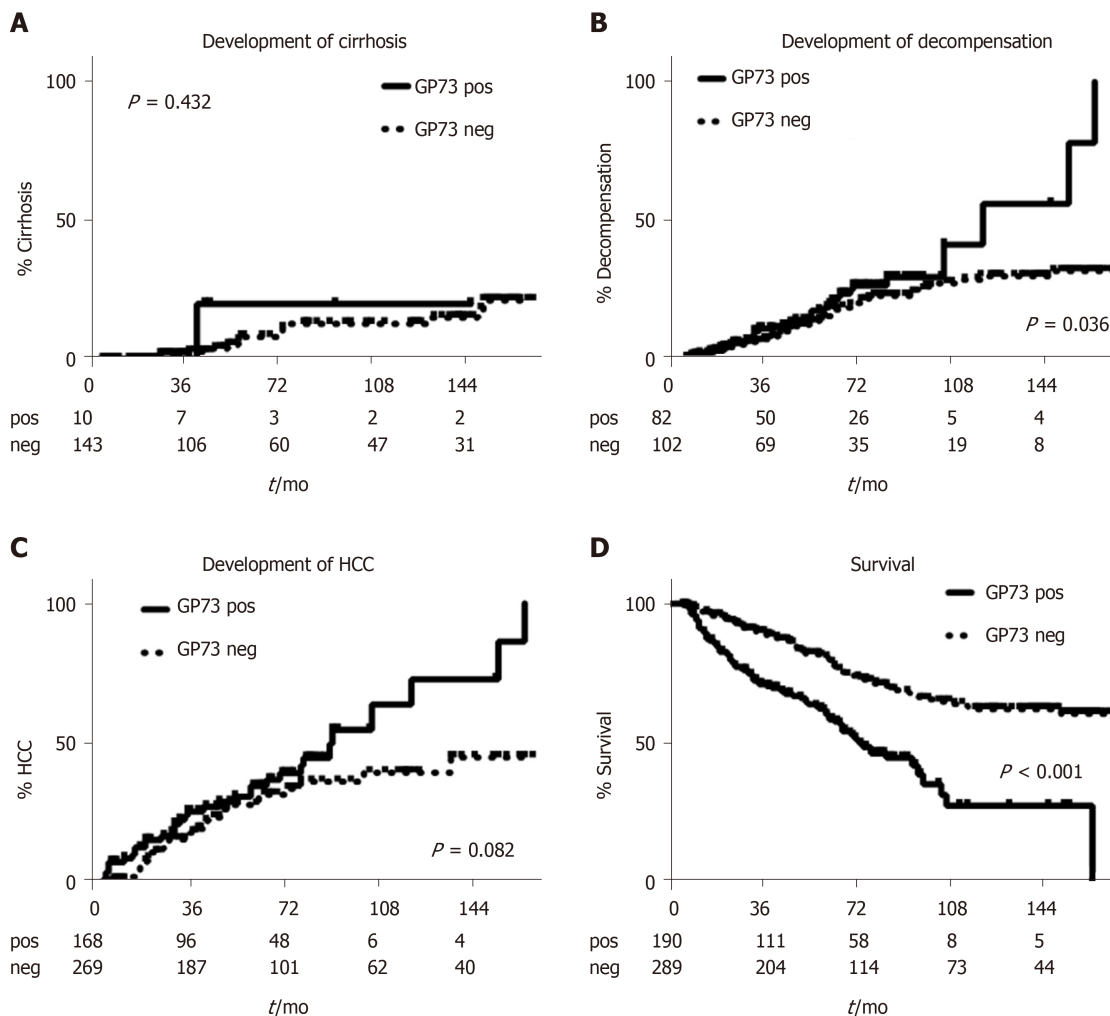 A
Development of cirrhosis
100
50
0
% Cirrhosis
P = 0.432
GP73 pos
GP73 neg
0 36 72 108 144
pos 10 7 3 2 2
neg 143 106 60 47 31
t/mo
B
Development of decompensation
100
50
0
% Decompensation
GP73 pos
GP73 neg
P = 0.036
0 36 72 108 144
pos 82 50 26 5 4
neg 102 69 35 19 8
t/mo
C
Development of HCC
100
50
0
% HCC
GP73 pos
GP73 neg
P = 0.082
0 36 72 108 144
pos 168 96 48 6 4
neg 269 187 101 62 40
t/mo
D
Survival
100
50
0
% Survival
GP73 pos
GP73 neg
P < 0.001
0 36 72 108 144
pos 190 111 58 8 5
neg 289 204 114 73 44
t/mo